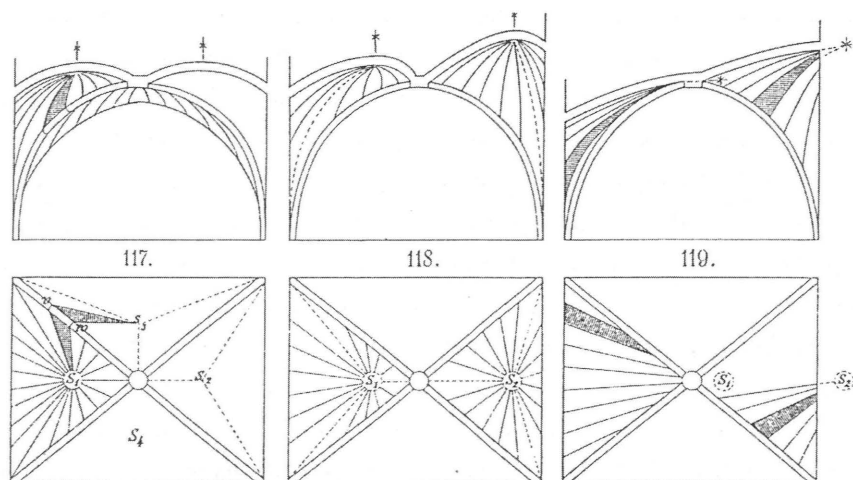 117. 118. 119.
v s₃
w
S₁ S₂ S₁ S₂ S₁ S₂
S₄